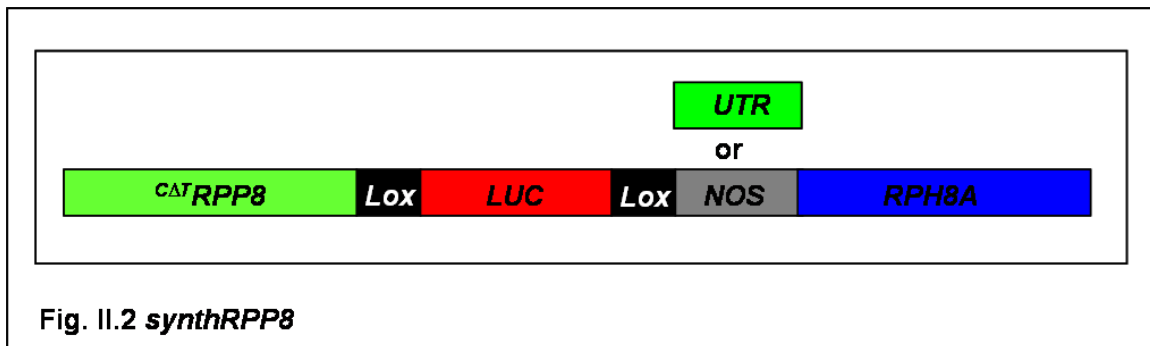 UTR
or
CΔTRPP8 Lox LUC Lox NOS RPH8A
Fig. II.2 synthRPP8